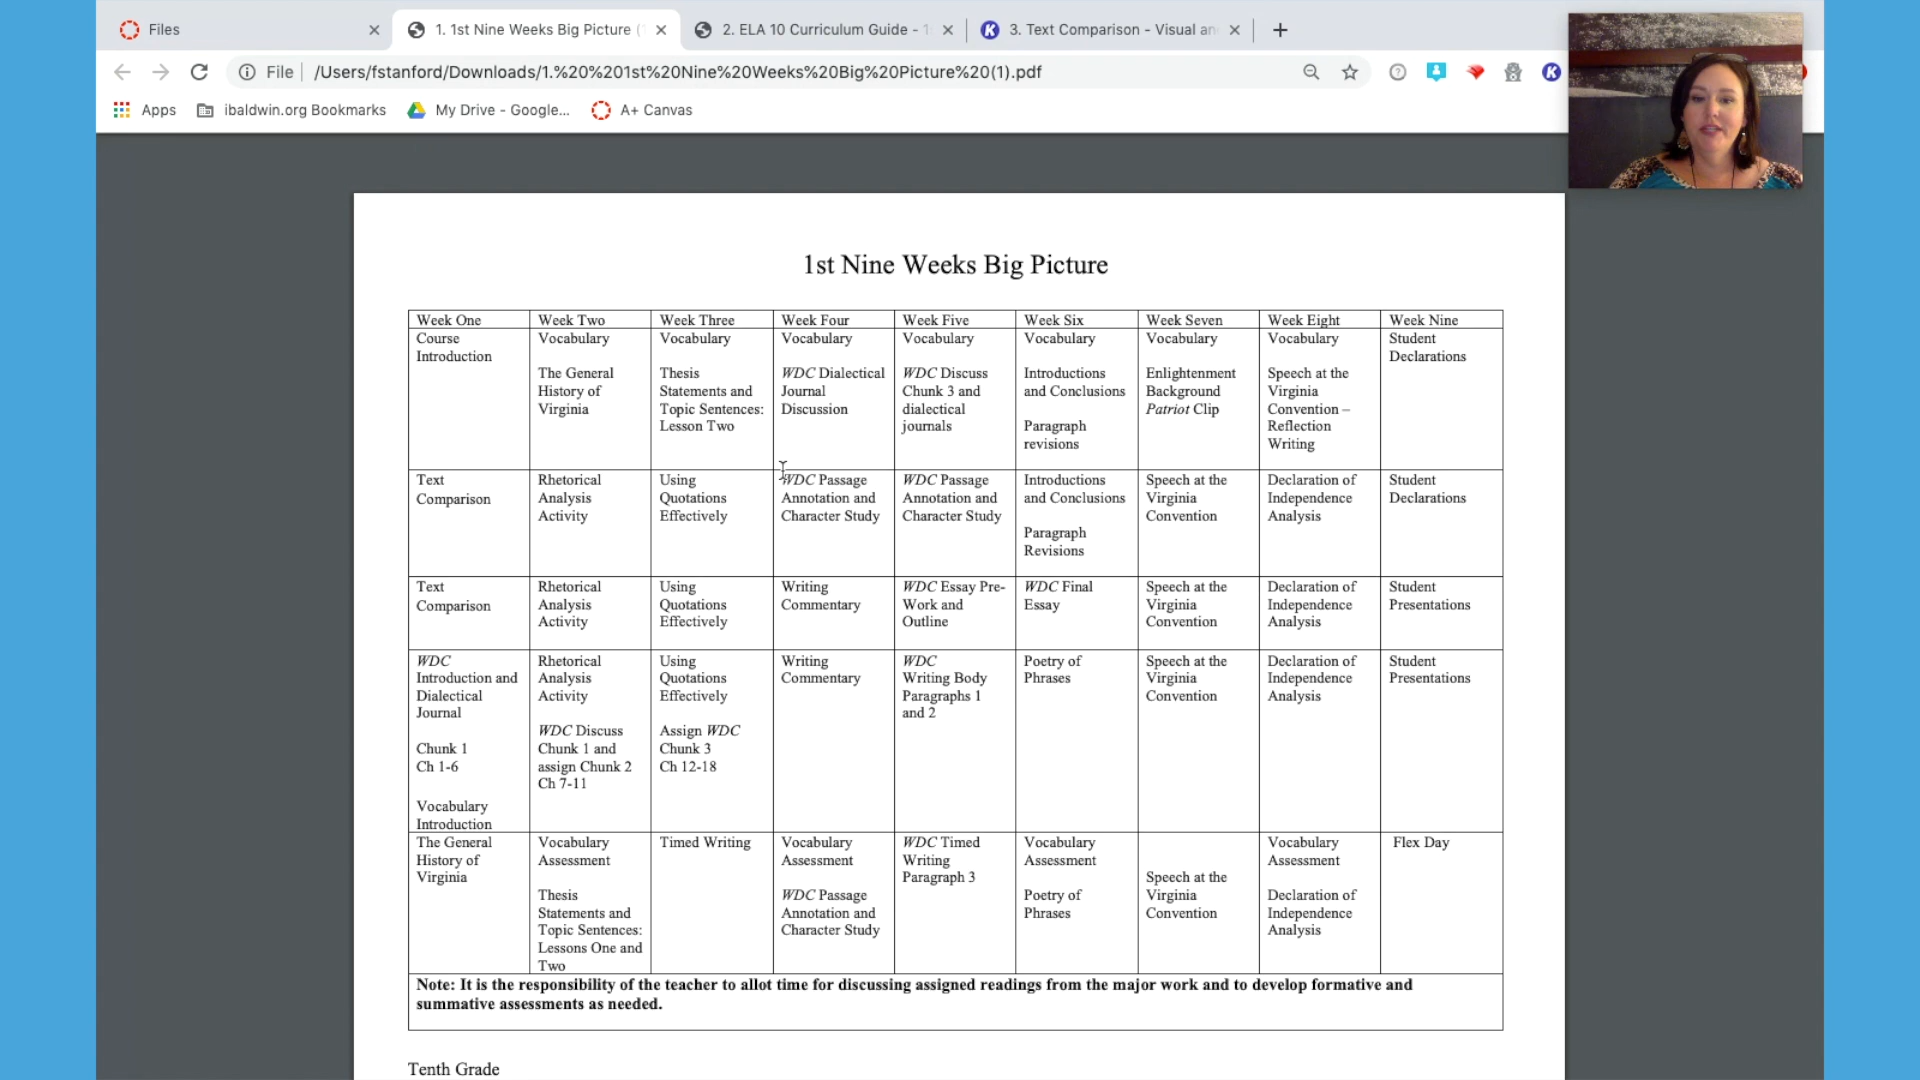 Files
1. 1st Nine Weeks Big Picture (
2. ELA 10 Curriculum Guide - 1
3. Text Comparison - Visual an
File
/Users/fstanford/Downloads/1.%20%201st%20Nine%20Weeks%20Big%20Picture%20(1).pdf
Apps
ibaldwin.org Bookmarks
My Drive - Google...
A+ Canvas
1st Nine Weeks Big Picture
Week One
Week Two
Week Three
Week Four
Week Five
Week Six
Week Seven
Week Eight
Week Nine
Course
Introduction
Vocabulary
The General
History of
Virginia
Vocabulary
Thesis
Statements and
Topic Sentences:
Lesson Two
Vocabulary
WDC Dialectical
Journal
Discussion
Vocabulary
WDC Discuss
Chunk 3 and
dialectical
journals
Vocabulary
Introductions
and Conclusions
Paragraph
revisions
Vocabulary
Enlightenment
Background
Patriot Clip
Vocabulary
Speech at the
Virginia
Convention –
Reflection
Writing
Student
Declarations
Text
Comparison
Rhetorical
Analysis
Activity
Using
Quotations
Effectively
WDC Passage
Annotation and
Character Study
WDC Passage
Annotation and
Character Study
Introductions
and Conclusions
Paragraph
Revisions
Speech at the
Virginia
Convention
Declaration of
Independence
Analysis
Student
Declarations
Text
Comparison
Rhetorical
Analysis
Activity
Using
Quotations
Effectively
Writing
Commentary
WDC Essay Pre-
Work and
Outline
WDC Final
Essay
Speech at the
Virginia
Convention
Declaration of
Independence
Analysis
Student
Presentations
WDC
Introduction and
Dialectical
Journal
Chunk 1
Ch 1-6
Vocabulary
Introduction
Rhetorical
Analysis
Activity
WDC Discuss
Chunk 1 and
assign Chunk 2
Ch 7-11
Using
Quotations
Effectively
Assign WDC
Chunk 3
Ch 12-18
Writing
Commentary
WDC
Writing Body
Paragraphs 1
and 2
Poetry of
Phrases
Speech at the
Virginia
Convention
Declaration of
Independence
Analysis
Student
Presentations
The General
History of
Virginia
Vocabulary
Assessment
Thesis
Statements and
Topic Sentences:
Lessons One and
Two
Timed Writing
Vocabulary
Assessment
WDC Passage
Annotation and
Character Study
WDC Timed
Writing
Paragraph 3
Vocabulary
Assessment
Poetry of
Phrases
Speech at the
Virginia
Convention
Vocabulary
Assessment
Declaration of
Independence
Analysis
Flex Day
Note: It is the responsibility of the teacher to allot time for discussing assigned readings from the major work and to develop formative and
summative assessments as needed.
Tenth Grade